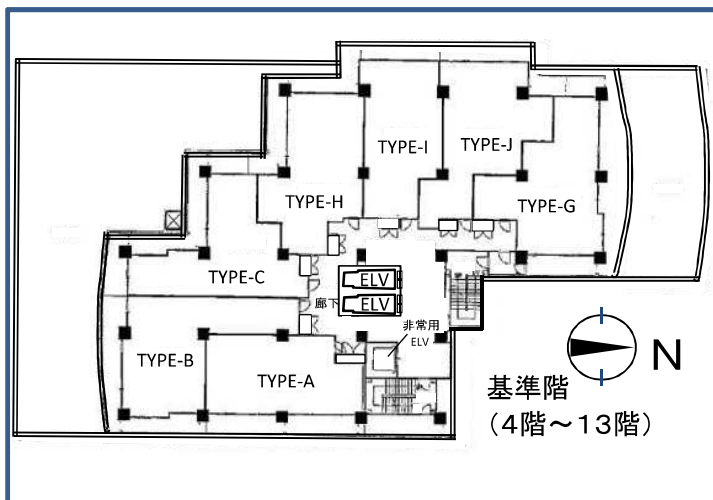 TYPE-I
TYPE-J
TYPE-H
TYPE-G
TYPE-C
ELV
廊下
ELV
非常用
ELV
TYPE-B
TYPE-A
N
基準階
(4階～13階)